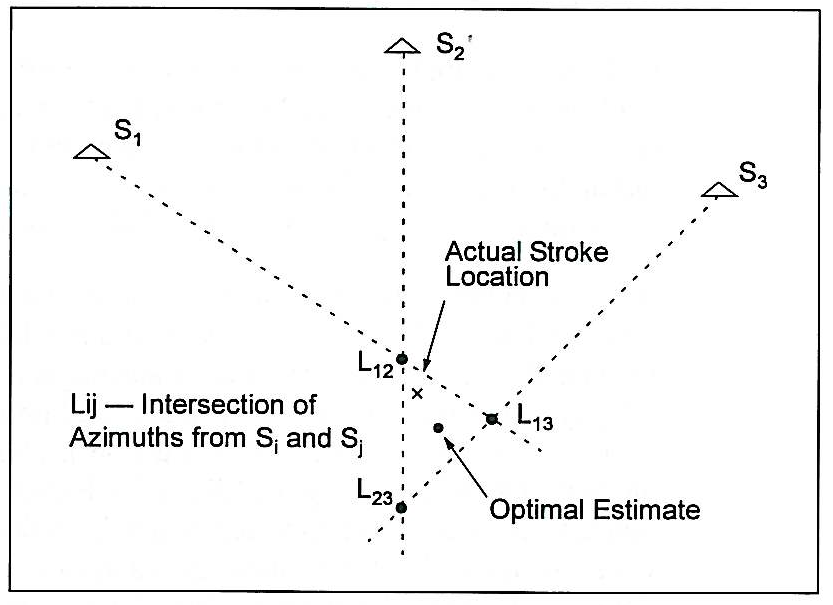 S₂
S₁
S₃
Actual Stroke
Location
L₁₂
Lij — Intersection of
Azimuths from Sᵢ and Sⱼ
L₁₃
L₂₃
Optimal Estimate